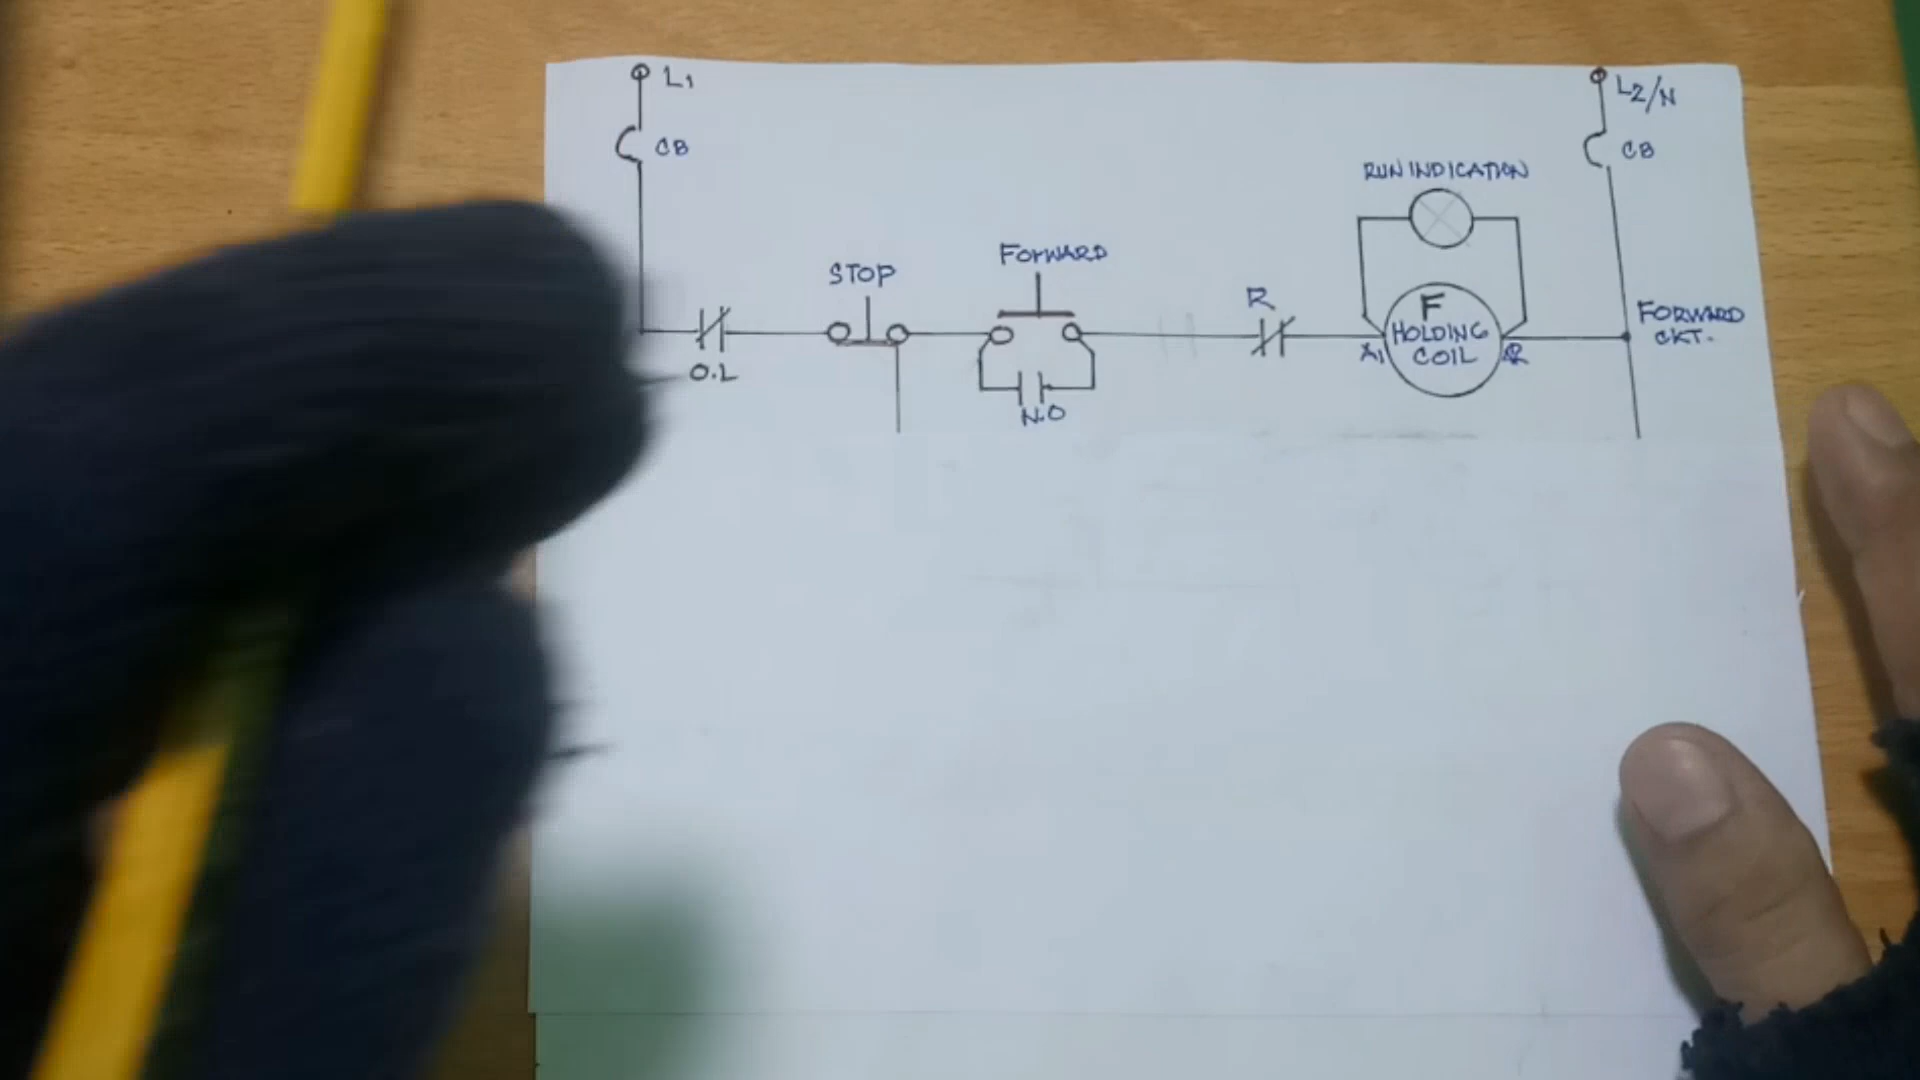 L1
L2/N
CB
CB
RUN INDICATION
FORWARD
STOP
R
F
HOLDING
COIL
A1
A2
FORWARD
CKT.
O.L
N.O